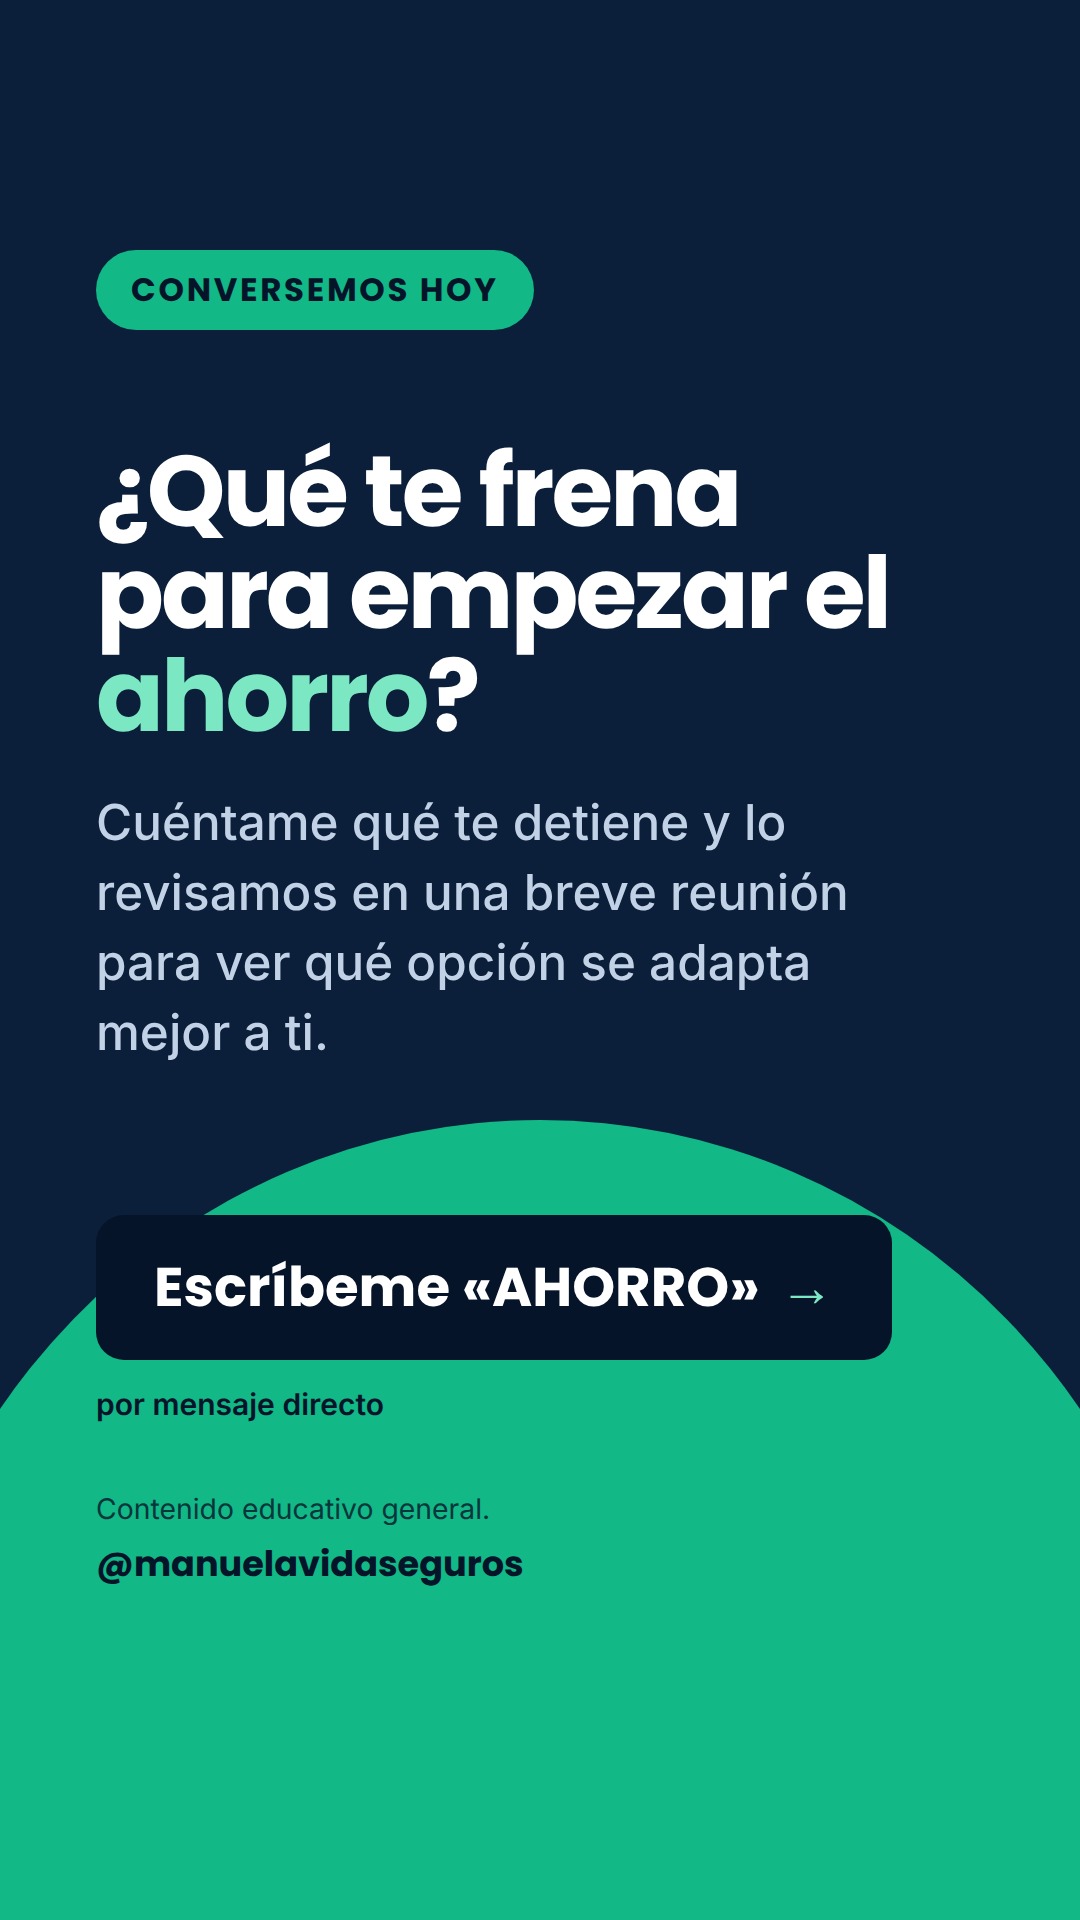 CONVERSEMOS HOY
¿Qué te frena
para empezar el
ahorro?
Cuéntame qué te detiene y lo
revisamos en una breve reunión
para ver qué opción se adapta
mejor a ti.
Escríbeme «AHORRO» →
por mensaje directo
Contenido educativo general.
@manuelavidaseguros